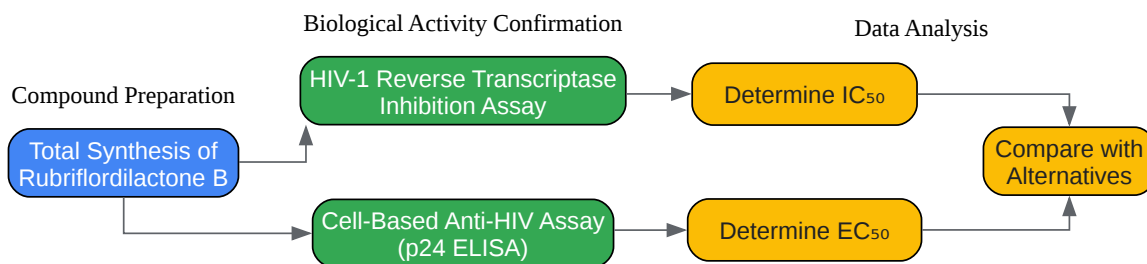 Biological Activity Confirmation
Data Analysis
Compound Preparation
HIV-1 Reverse Transcriptase
Inhibition Assay
Determine IC₅₀
Total Synthesis of
Rubriflordilactone B
Compare with
Alternatives
Cell-Based Anti-HIV Assay
(p24 ELISA)
Determine EC₅₀